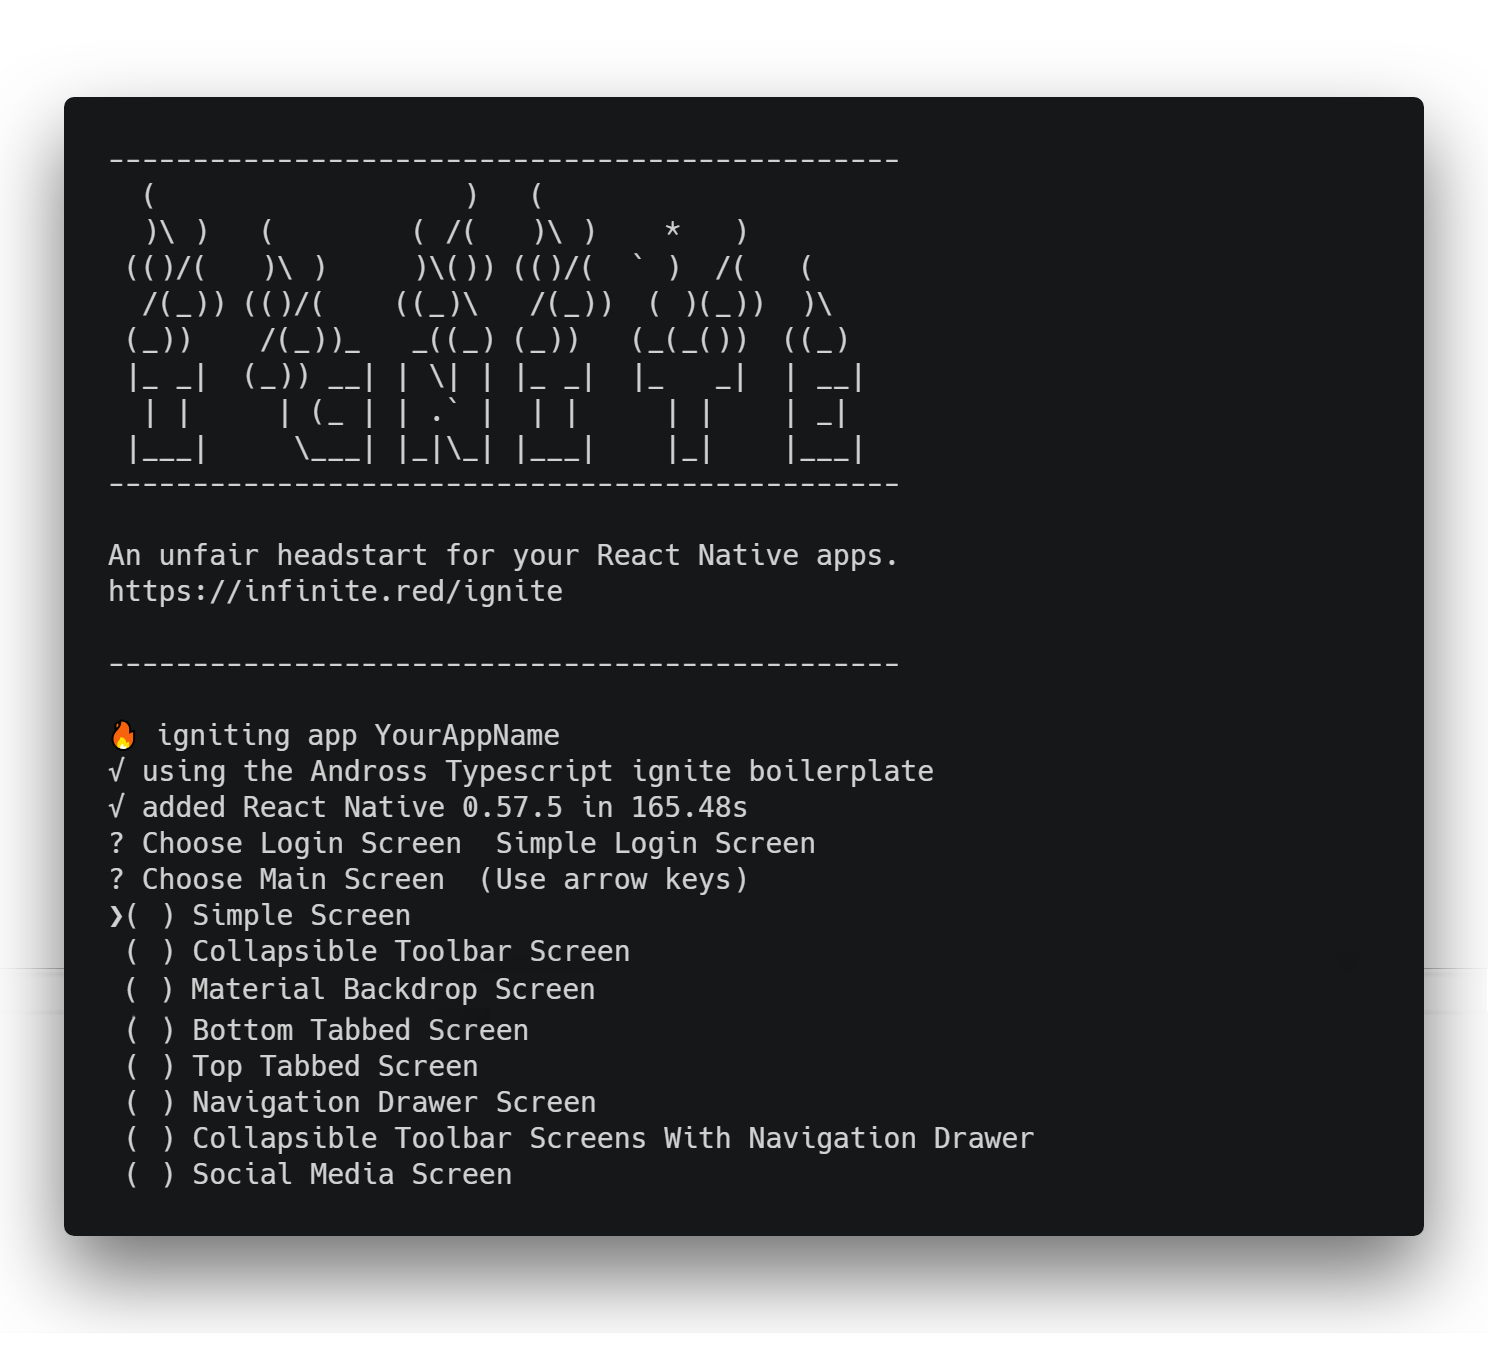 -----------------------------------------------
  (                   )   (
  )\ )   (        ( /(   )\ )    *   )
 (()/(   )\ )     )\()) (()/(  ` )  /(   (
  /(_)) (()/(    ((_)\   /(_))  ( )(_))  )\
 (_))    /(_))_   _((_) (_))   (_(_())  ((_)
 |_ _|  (_)) __| | \| | |_ _|  |_   _|  | __|
  | |     | (_ | | .` |  | |     | |    | _|
 |___|     \___| |_|\_| |___|    |_|    |___|
-----------------------------------------------
An unfair headstart for your React Native apps.
https://infinite.red/ignite
-----------------------------------------------
🔥 igniting app YourAppName
√ using the Andross Typescript ignite boilerplate
√ added React Native 0.57.5 in 165.48s
? Choose Login Screen  Simple Login Screen
? Choose Main Screen  (Use arrow keys)
❯( ) Simple Screen
 ( ) Collapsible Toolbar Screen
 ( ) Material Backdrop Screen
 ( ) Bottom Tabbed Screen
 ( ) Top Tabbed Screen
 ( ) Navigation Drawer Screen
 ( ) Collapsible Toolbar Screens With Navigation Drawer
 ( ) Social Media Screen